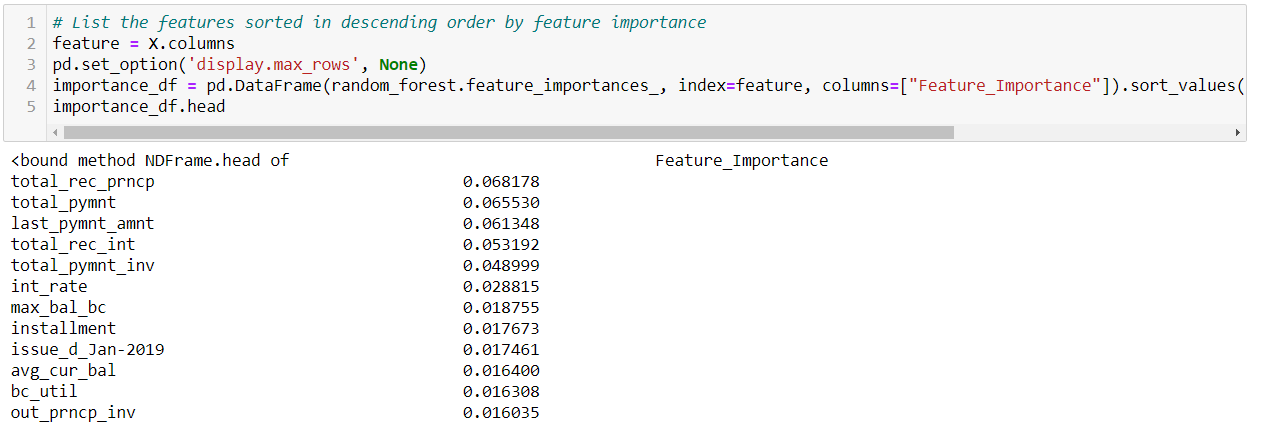 1 # List the features sorted in descending order by feature importance
2 feature = X.columns
3 pd.set_option('display.max_rows', None)
4 importance_df = pd.DataFrame(random_forest.feature_importances_, index=feature, columns=["Feature_Importance"]).sort_values(
5 importance_df.head
<bound method NDFrame.head of Feature_Importance
total_rec_prncp 0.068178
total_pymnt 0.065530
last_pymnt_amnt 0.061348
total_rec_int 0.053192
total_pymnt_inv 0.048999
int_rate 0.028815
max_bal_bc 0.018755
installment 0.017673
issue_d_Jan-2019 0.017461
avg_cur_bal 0.016400
bc_util 0.016308
out_prncp_inv 0.016035